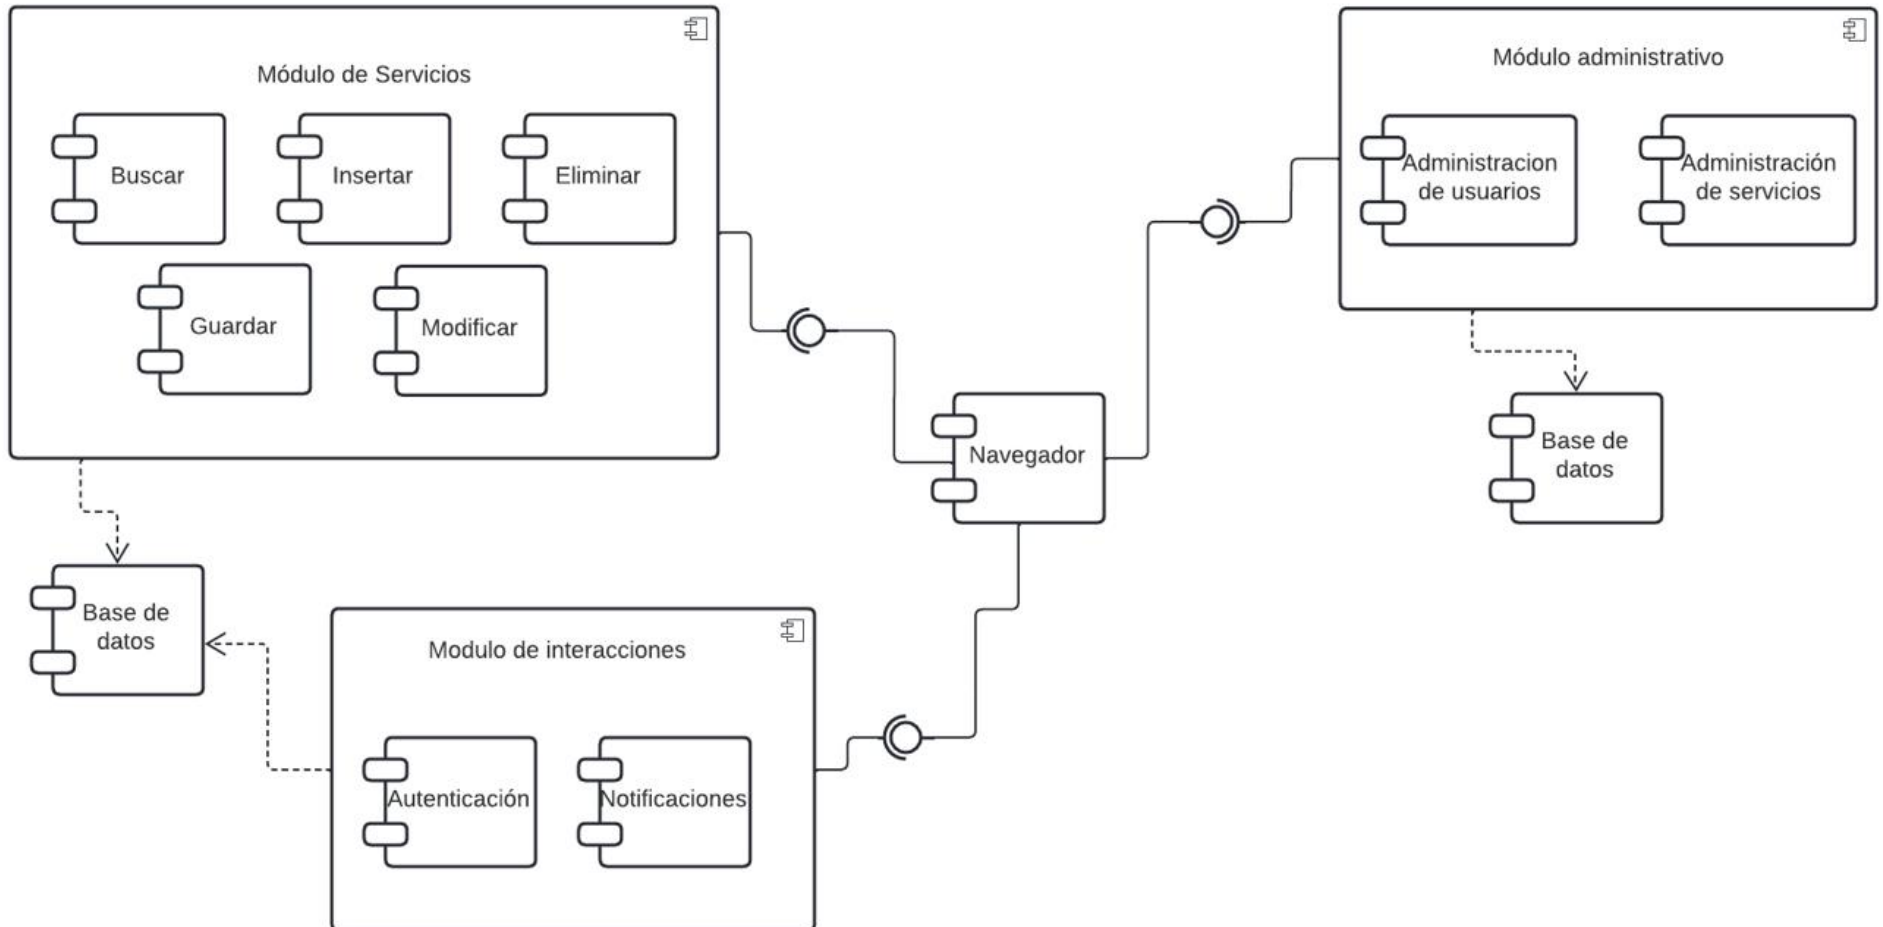 Módulo de Servicios
Buscar
Insertar
Eliminar
Guardar
Modificar
Módulo administrativo
Administracion
de usuarios
Administración
de servicios
Navegador
Base de
datos
Base de
datos
Modulo de interacciones
Autenticación
Notificaciones